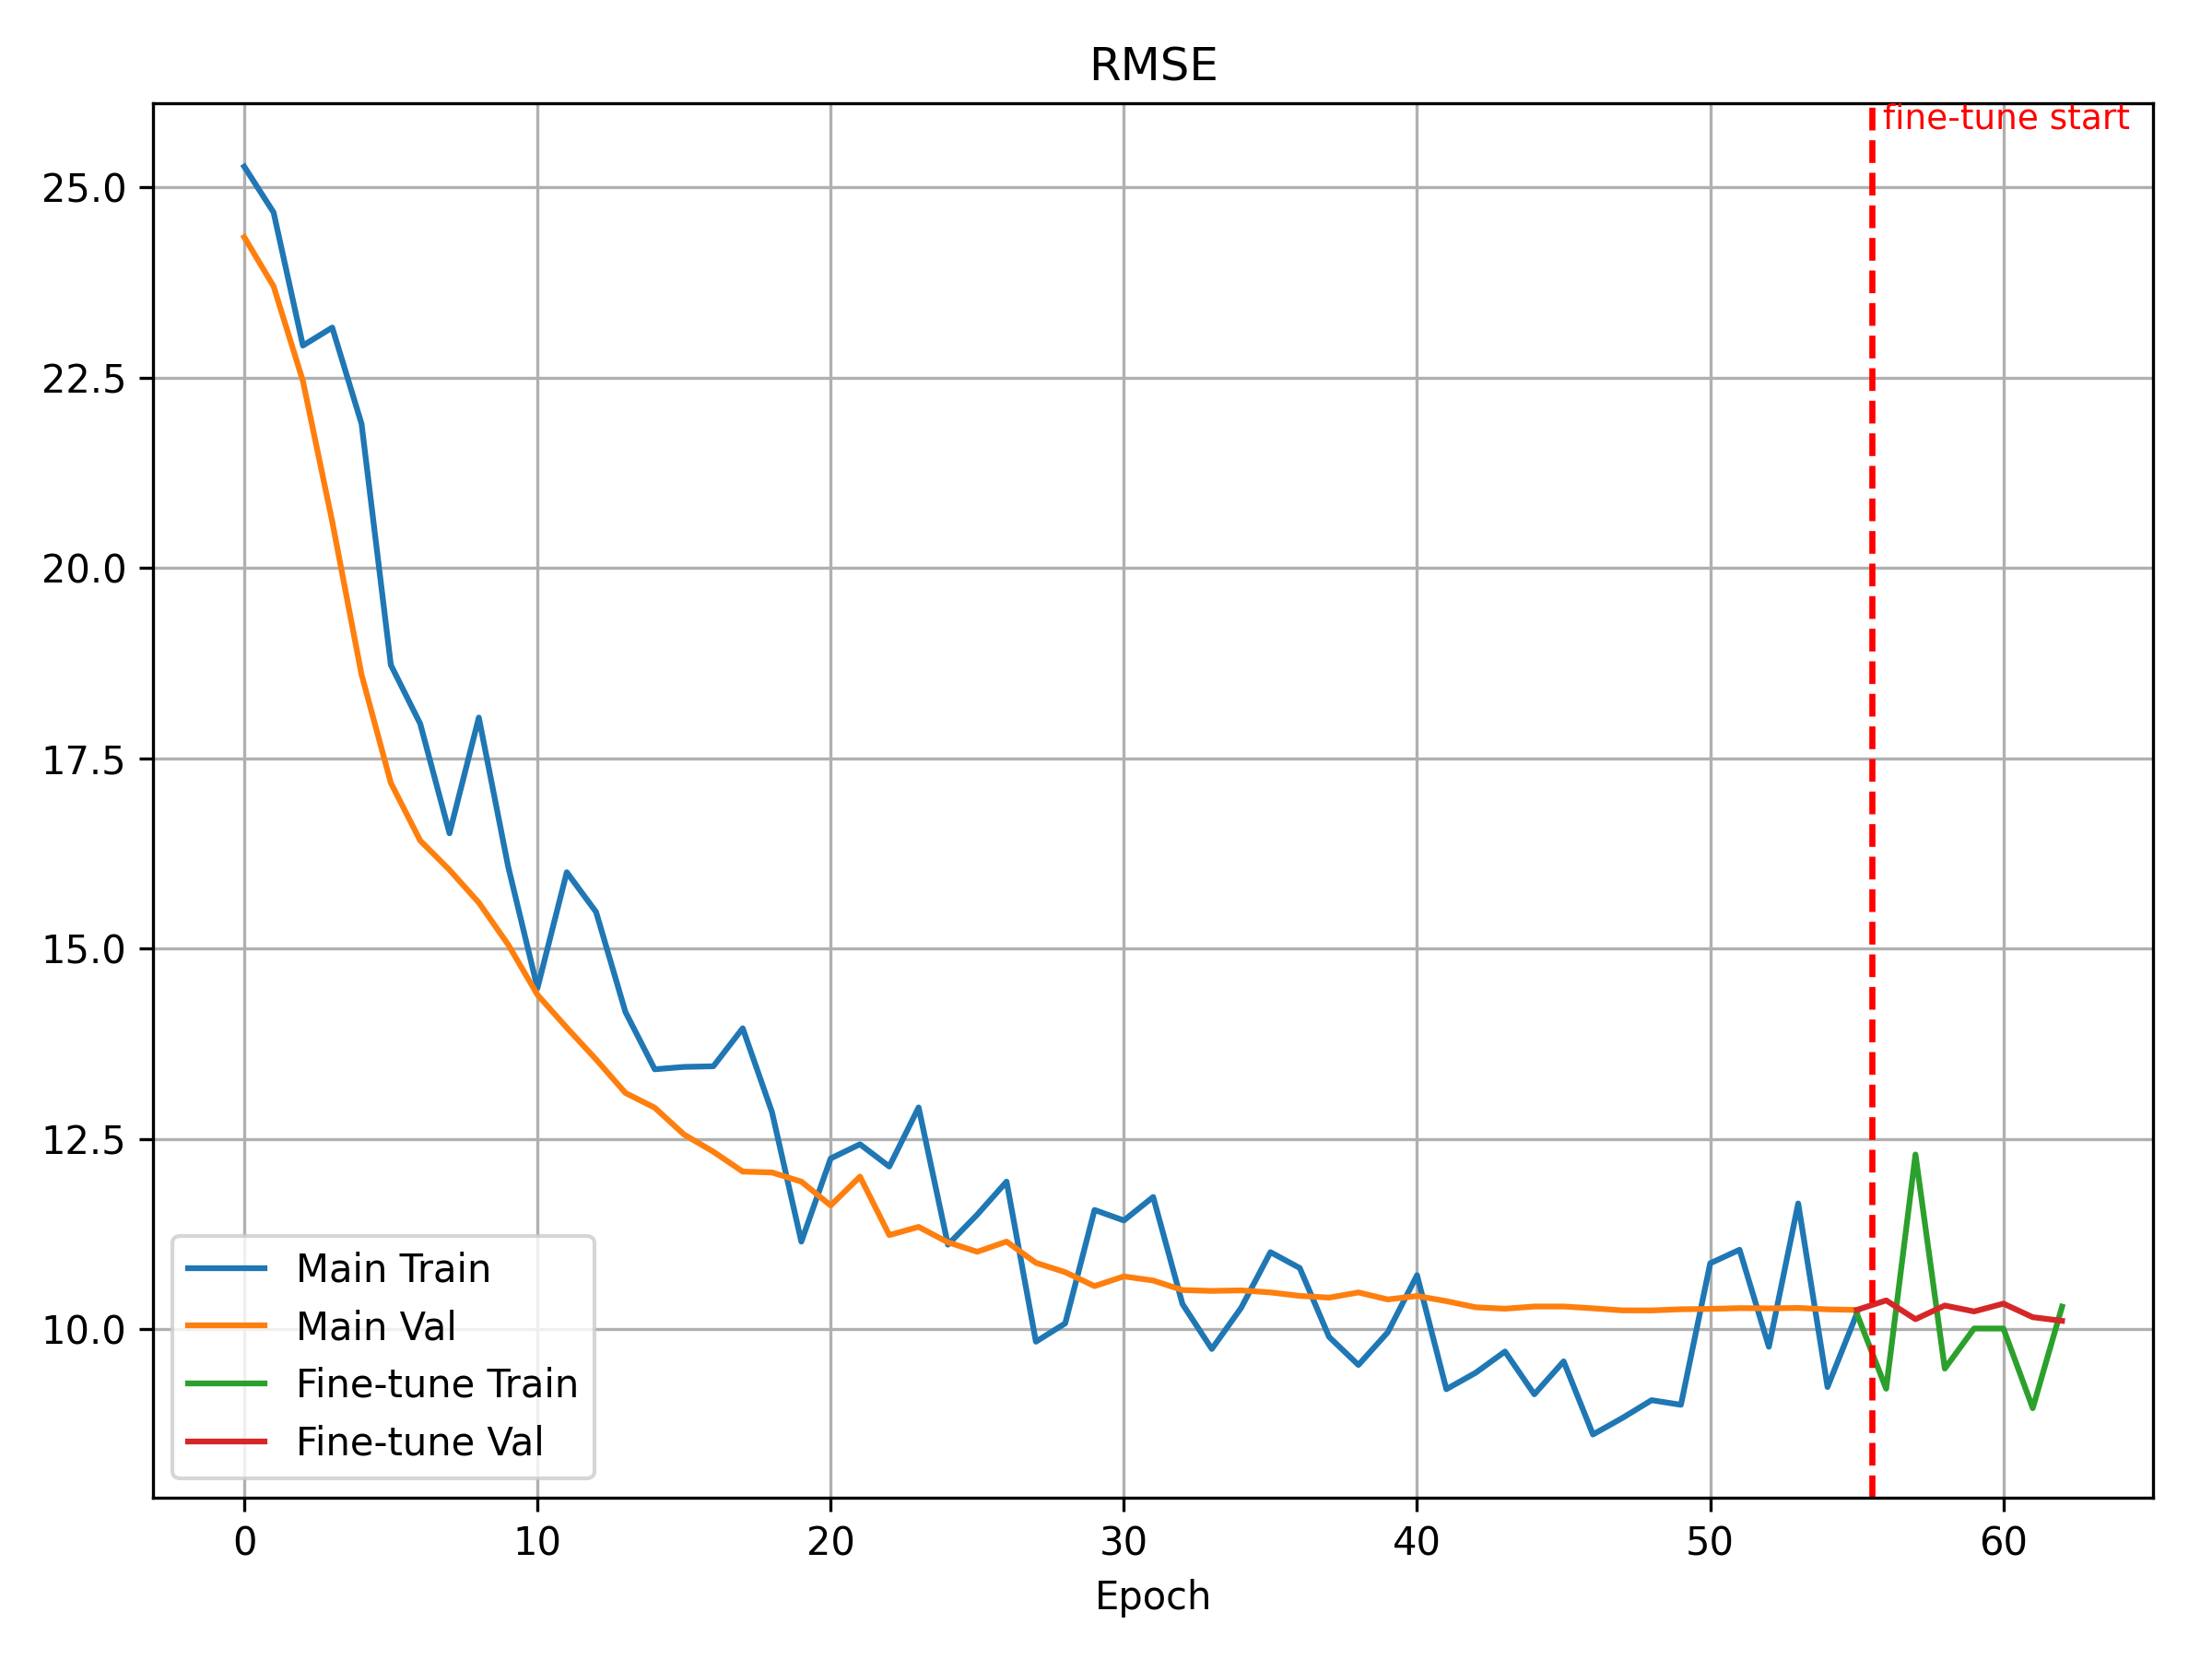 RMSE
fine-tune start
25.0
22.5
20.0
17.5
15.0
12.5
10.0
Main Train
Main Val
Fine-tune Train
Fine-tune Val
0 10 20 30 40 50 60
Epoch